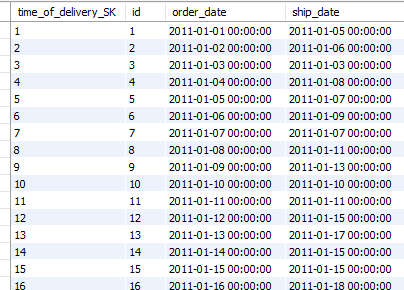 time_of_delivery_SK id order_date ship_date
1 1 2011-01-01 00:00:00 2011-01-05 00:00:00
2 2 2011-01-02 00:00:00 2011-01-06 00:00:00
3 3 2011-01-03 00:00:00 2011-01-03 00:00:00
4 4 2011-01-04 00:00:00 2011-01-08 00:00:00
5 5 2011-01-05 00:00:00 2011-01-07 00:00:00
6 6 2011-01-06 00:00:00 2011-01-09 00:00:00
7 7 2011-01-07 00:00:00 2011-01-07 00:00:00
8 8 2011-01-08 00:00:00 2011-01-11 00:00:00
9 9 2011-01-09 00:00:00 2011-01-13 00:00:00
10 10 2011-01-10 00:00:00 2011-01-10 00:00:00
11 11 2011-01-11 00:00:00 2011-01-11 00:00:00
12 12 2011-01-12 00:00:00 2011-01-15 00:00:00
13 13 2011-01-13 00:00:00 2011-01-17 00:00:00
14 14 2011-01-14 00:00:00 2011-01-15 00:00:00
15 15 2011-01-15 00:00:00 2011-01-15 00:00:00
16 16 2011-01-16 00:00:00 2011-01-18 00:00:00